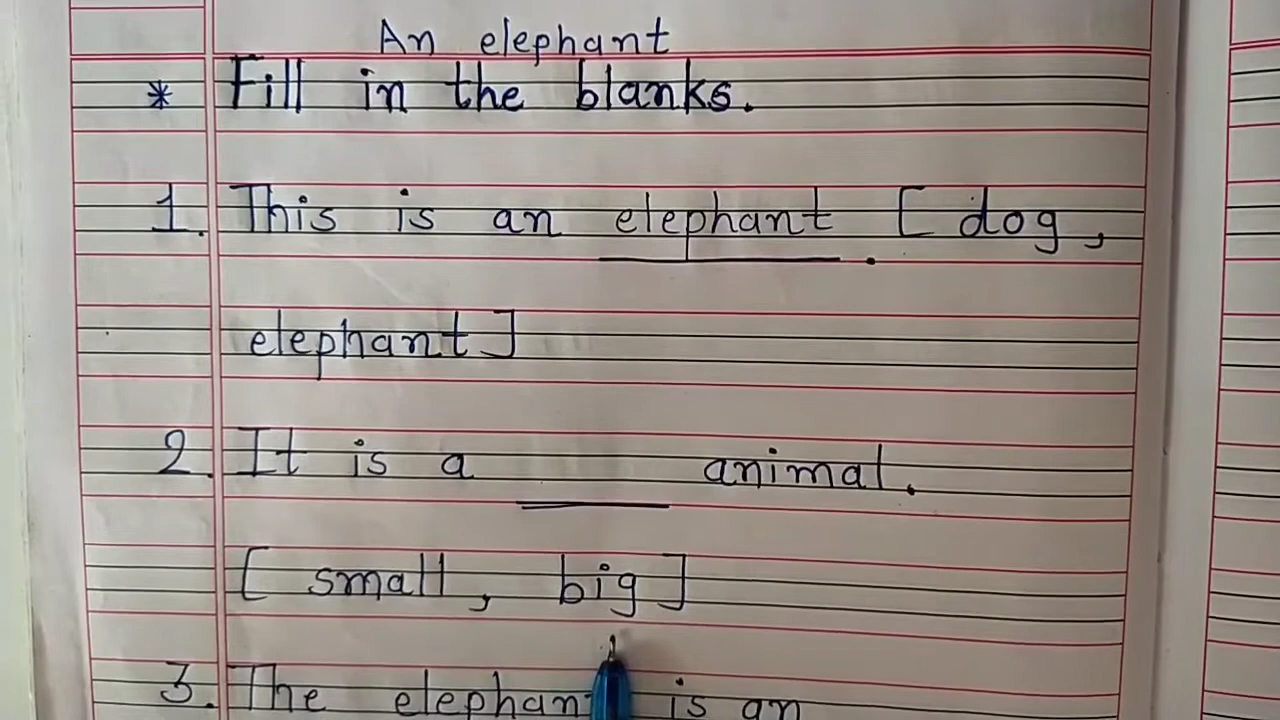 An elephant
* Fill in the blanks.
1. This is an elephant. [dog,
elephant]
2. It is a ____ animal.
[small, big]
3. The elephant is an